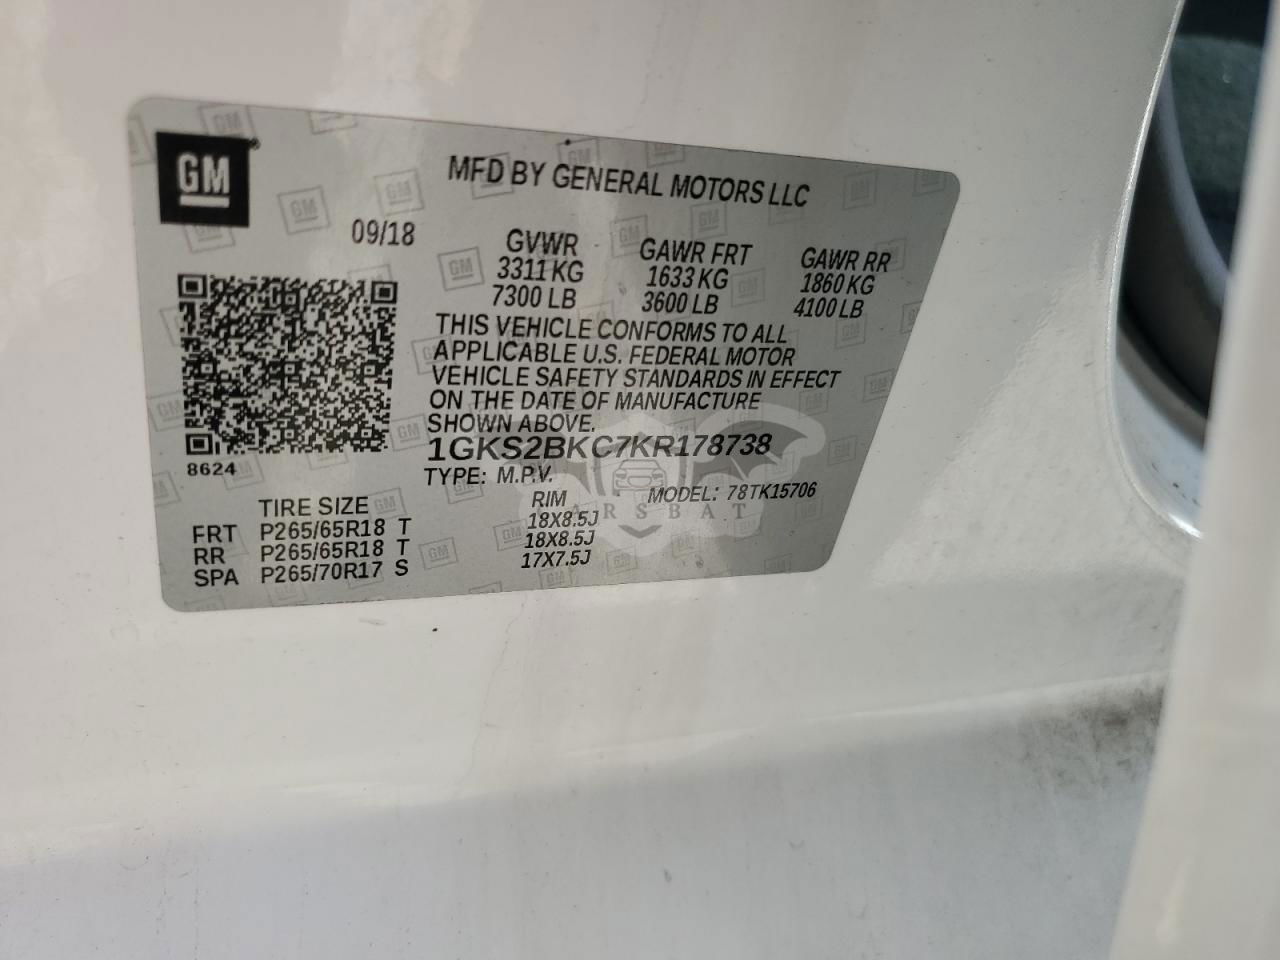 GM
MFD BY GENERAL MOTORS LLC
09/18
GVWR GAWR FRT GAWR RR
3311 KG 1633 KG 1860 KG
7300 LB 3600 LB 4100 LB
THIS VEHICLE CONFORMS TO ALL
APPLICABLE U.S. FEDERAL MOTOR
VEHICLE SAFETY STANDARDS IN EFFECT
ON THE DATE OF MANUFACTURE
SHOWN ABOVE.
1GKS2BKC7KR178738
8624
TYPE: M.P.V. MODEL: 78TK15706
TIRE SIZE RIM
FRT P265/65R18 T 18X8.5J
RR P265/65R18 T 18X8.5J
SPA P265/70R17 S 17X7.5J
CARSBAT